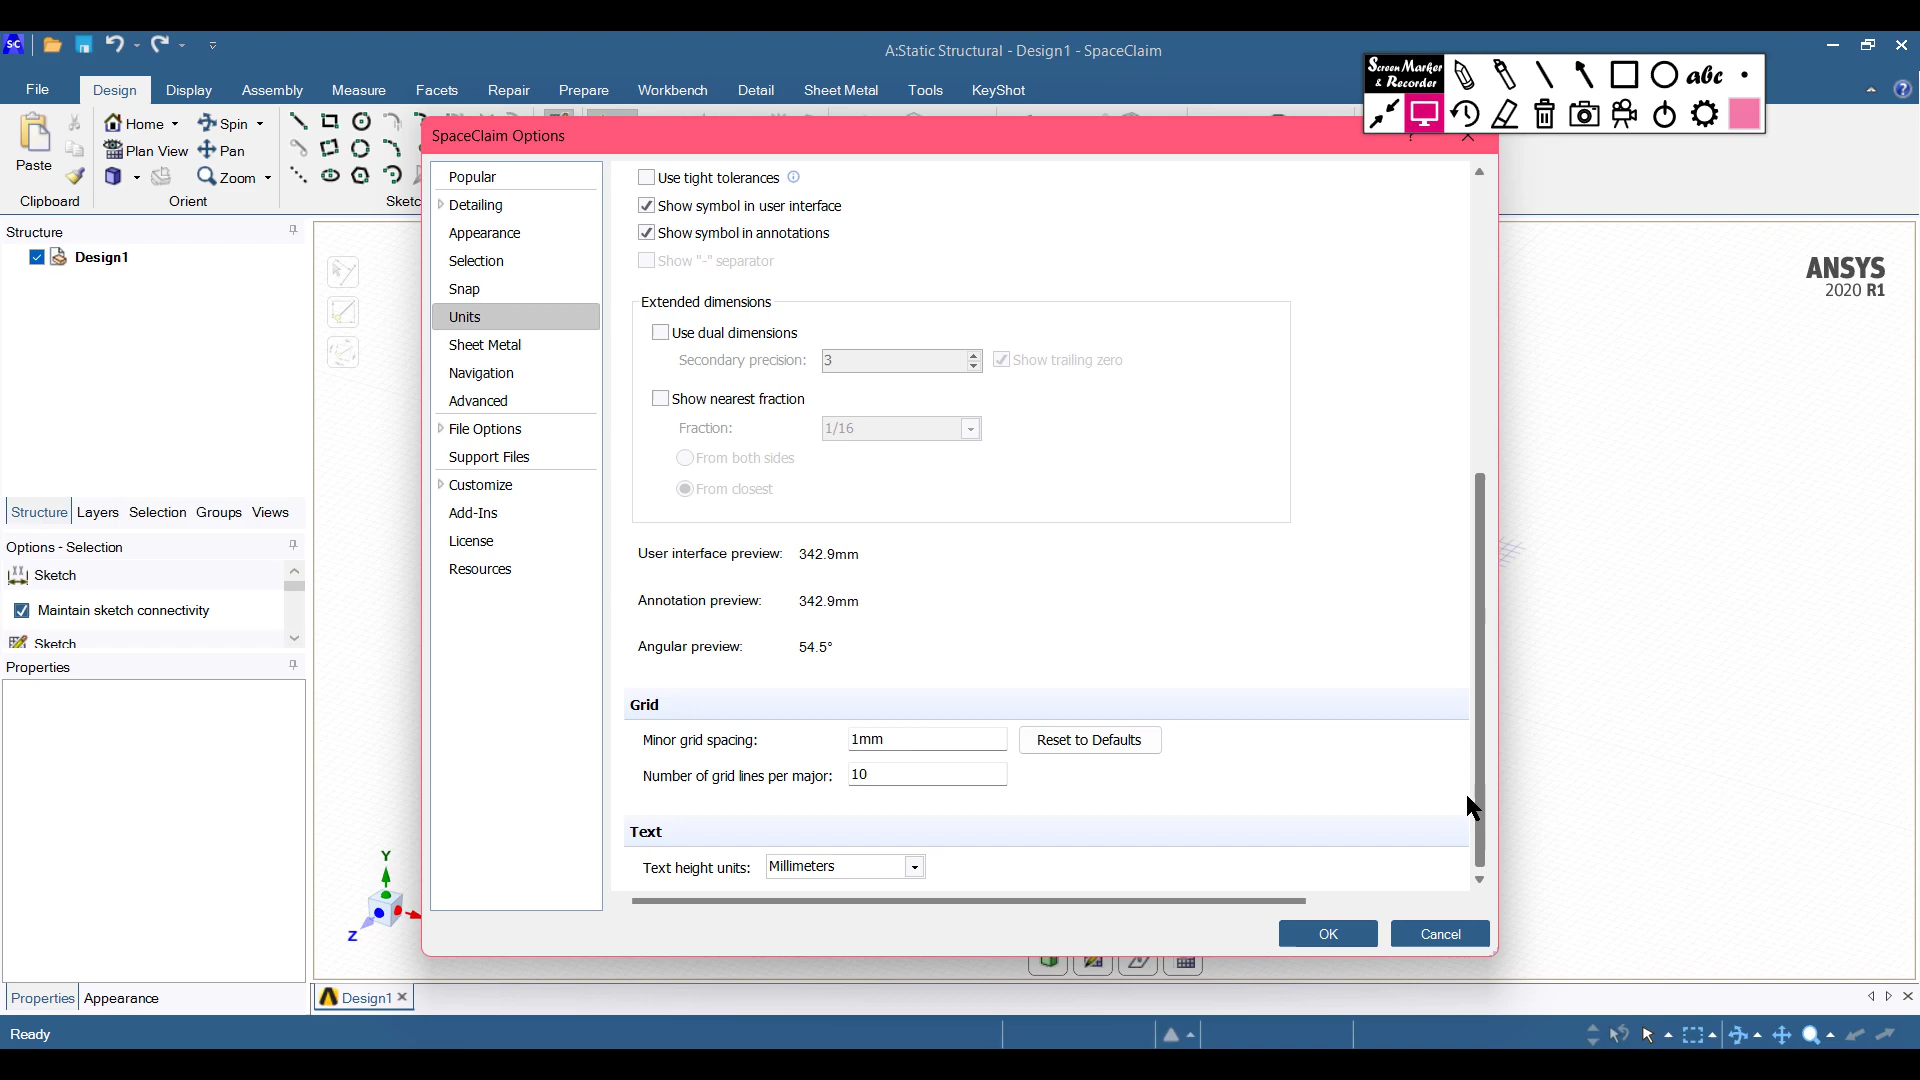 SC
A:Static Structural - Design1 - SpaceClaim
Screen Marker
& Recorder
abc
File
Design
Display
Assembly
Measure
Facets
Repair
Prepare
Workbench
Detail
Sheet Metal
Tools
KeyShot
Paste
Home
Spin
Plan View
Pan
Zoom
Clipboard
Orient
Sketc
SpaceClaim Options
Structure
Design1
Structure
Layers
Selection
Groups
Views
Options - Selection
Sketch
Maintain sketch connectivity
Sketch
Properties
Properties
Appearance
Popular
Detailing
Appearance
Selection
Snap
Units
Sheet Metal
Navigation
Advanced
File Options
Support Files
Customize
Add-Ins
License
Resources
Use tight tolerances
Show symbol in user interface
Show symbol in annotations
Show "-" separator
Extended dimensions
Use dual dimensions
Secondary precision: 3 Show trailing zero
Show nearest fraction
Fraction: 1/16
From both sides
From closest
User interface preview: 342.9mm
Annotation preview: 342.9mm
Angular preview: 54.5°
Grid
Minor grid spacing: 1mm Reset to Defaults
Number of grid lines per major: 10
Text
Text height units: Millimeters
OK
Cancel
ANSYS
2020 R1
Y
Z
Design1
Ready